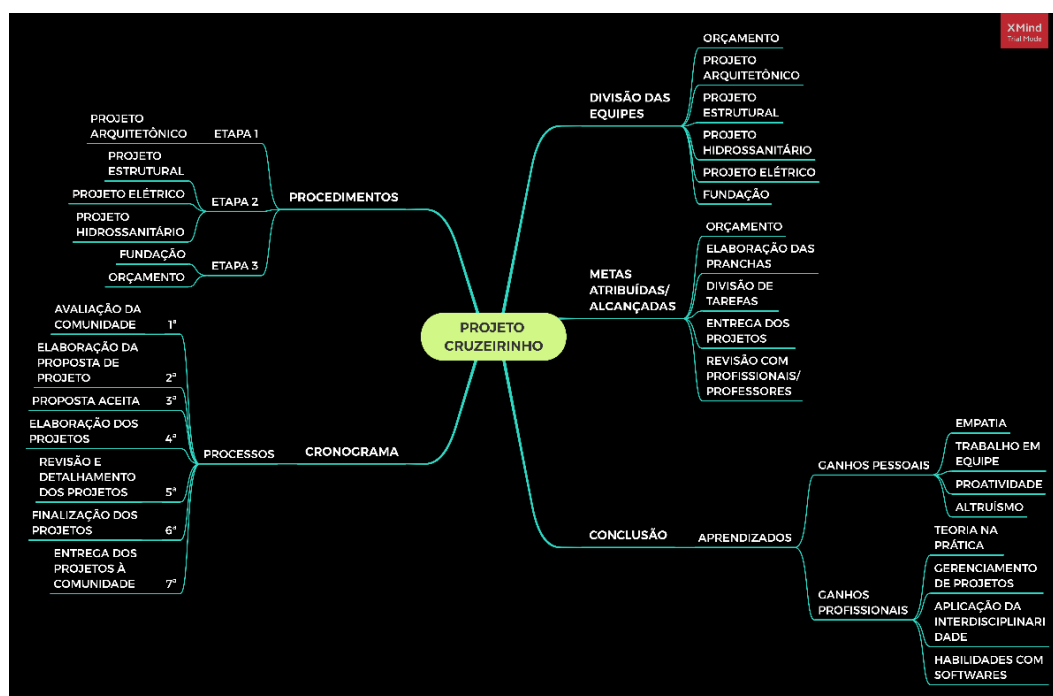 XMind
Trial Mode
PROJETO
CRUZEIRINHO
DIVISÃO DAS
EQUIPES
ORÇAMENTO
PROJETO
ARQUITETÔNICO
PROJETO
ESTRUTURAL
PROJETO
HIDROSSANITÁRIO
PROJETO ELÉTRICO
FUNDAÇÃO
METAS
ATRIBUÍDAS/
ALCANÇADAS
ORÇAMENTO
ELABORAÇÃO DAS
PRANCHAS
DIVISÃO DE
TAREFAS
ENTREGA DOS
PROJETOS
REVISÃO COM
PROFISSIONAIS/
PROFESSORES
CONCLUSÃO
APRENDIZADOS
GANHOS PESSOAIS
EMPATIA
TRABALHO EM
EQUIPE
PROATIVIDADE
ALTRUÍSMO
GANHOS
PROFISSIONAIS
TEORIA NA
PRÁTICA
GERENCIAMENTO
DE PROJETOS
APLICAÇÃO DA
INTERDISCIPLINARI
DADE
HABILIDADES COM
SOFTWARES
PROCEDIMENTOS
ETAPA 1
PROJETO
ARQUITETÔNICO
ETAPA 2
PROJETO
ESTRUTURAL
PROJETO ELÉTRICO
PROJETO
HIDROSSANITÁRIO
ETAPA 3
FUNDAÇÃO
ORÇAMENTO
CRONOGRAMA
PROCESSOS
AVALIAÇÃO DA
COMUNIDADE 1ª
ELABORAÇÃO DA
PROPOSTA DE
PROJETO 2ª
PROPOSTA ACEITA 3ª
ELABORAÇÃO DOS
PROJETOS 4ª
REVISÃO E
DETALHAMENTO
DOS PROJETOS 5ª
FINALIZAÇÃO DOS
PROJETOS 6ª
ENTREGA DOS
PROJETOS À
COMUNIDADE 7ª